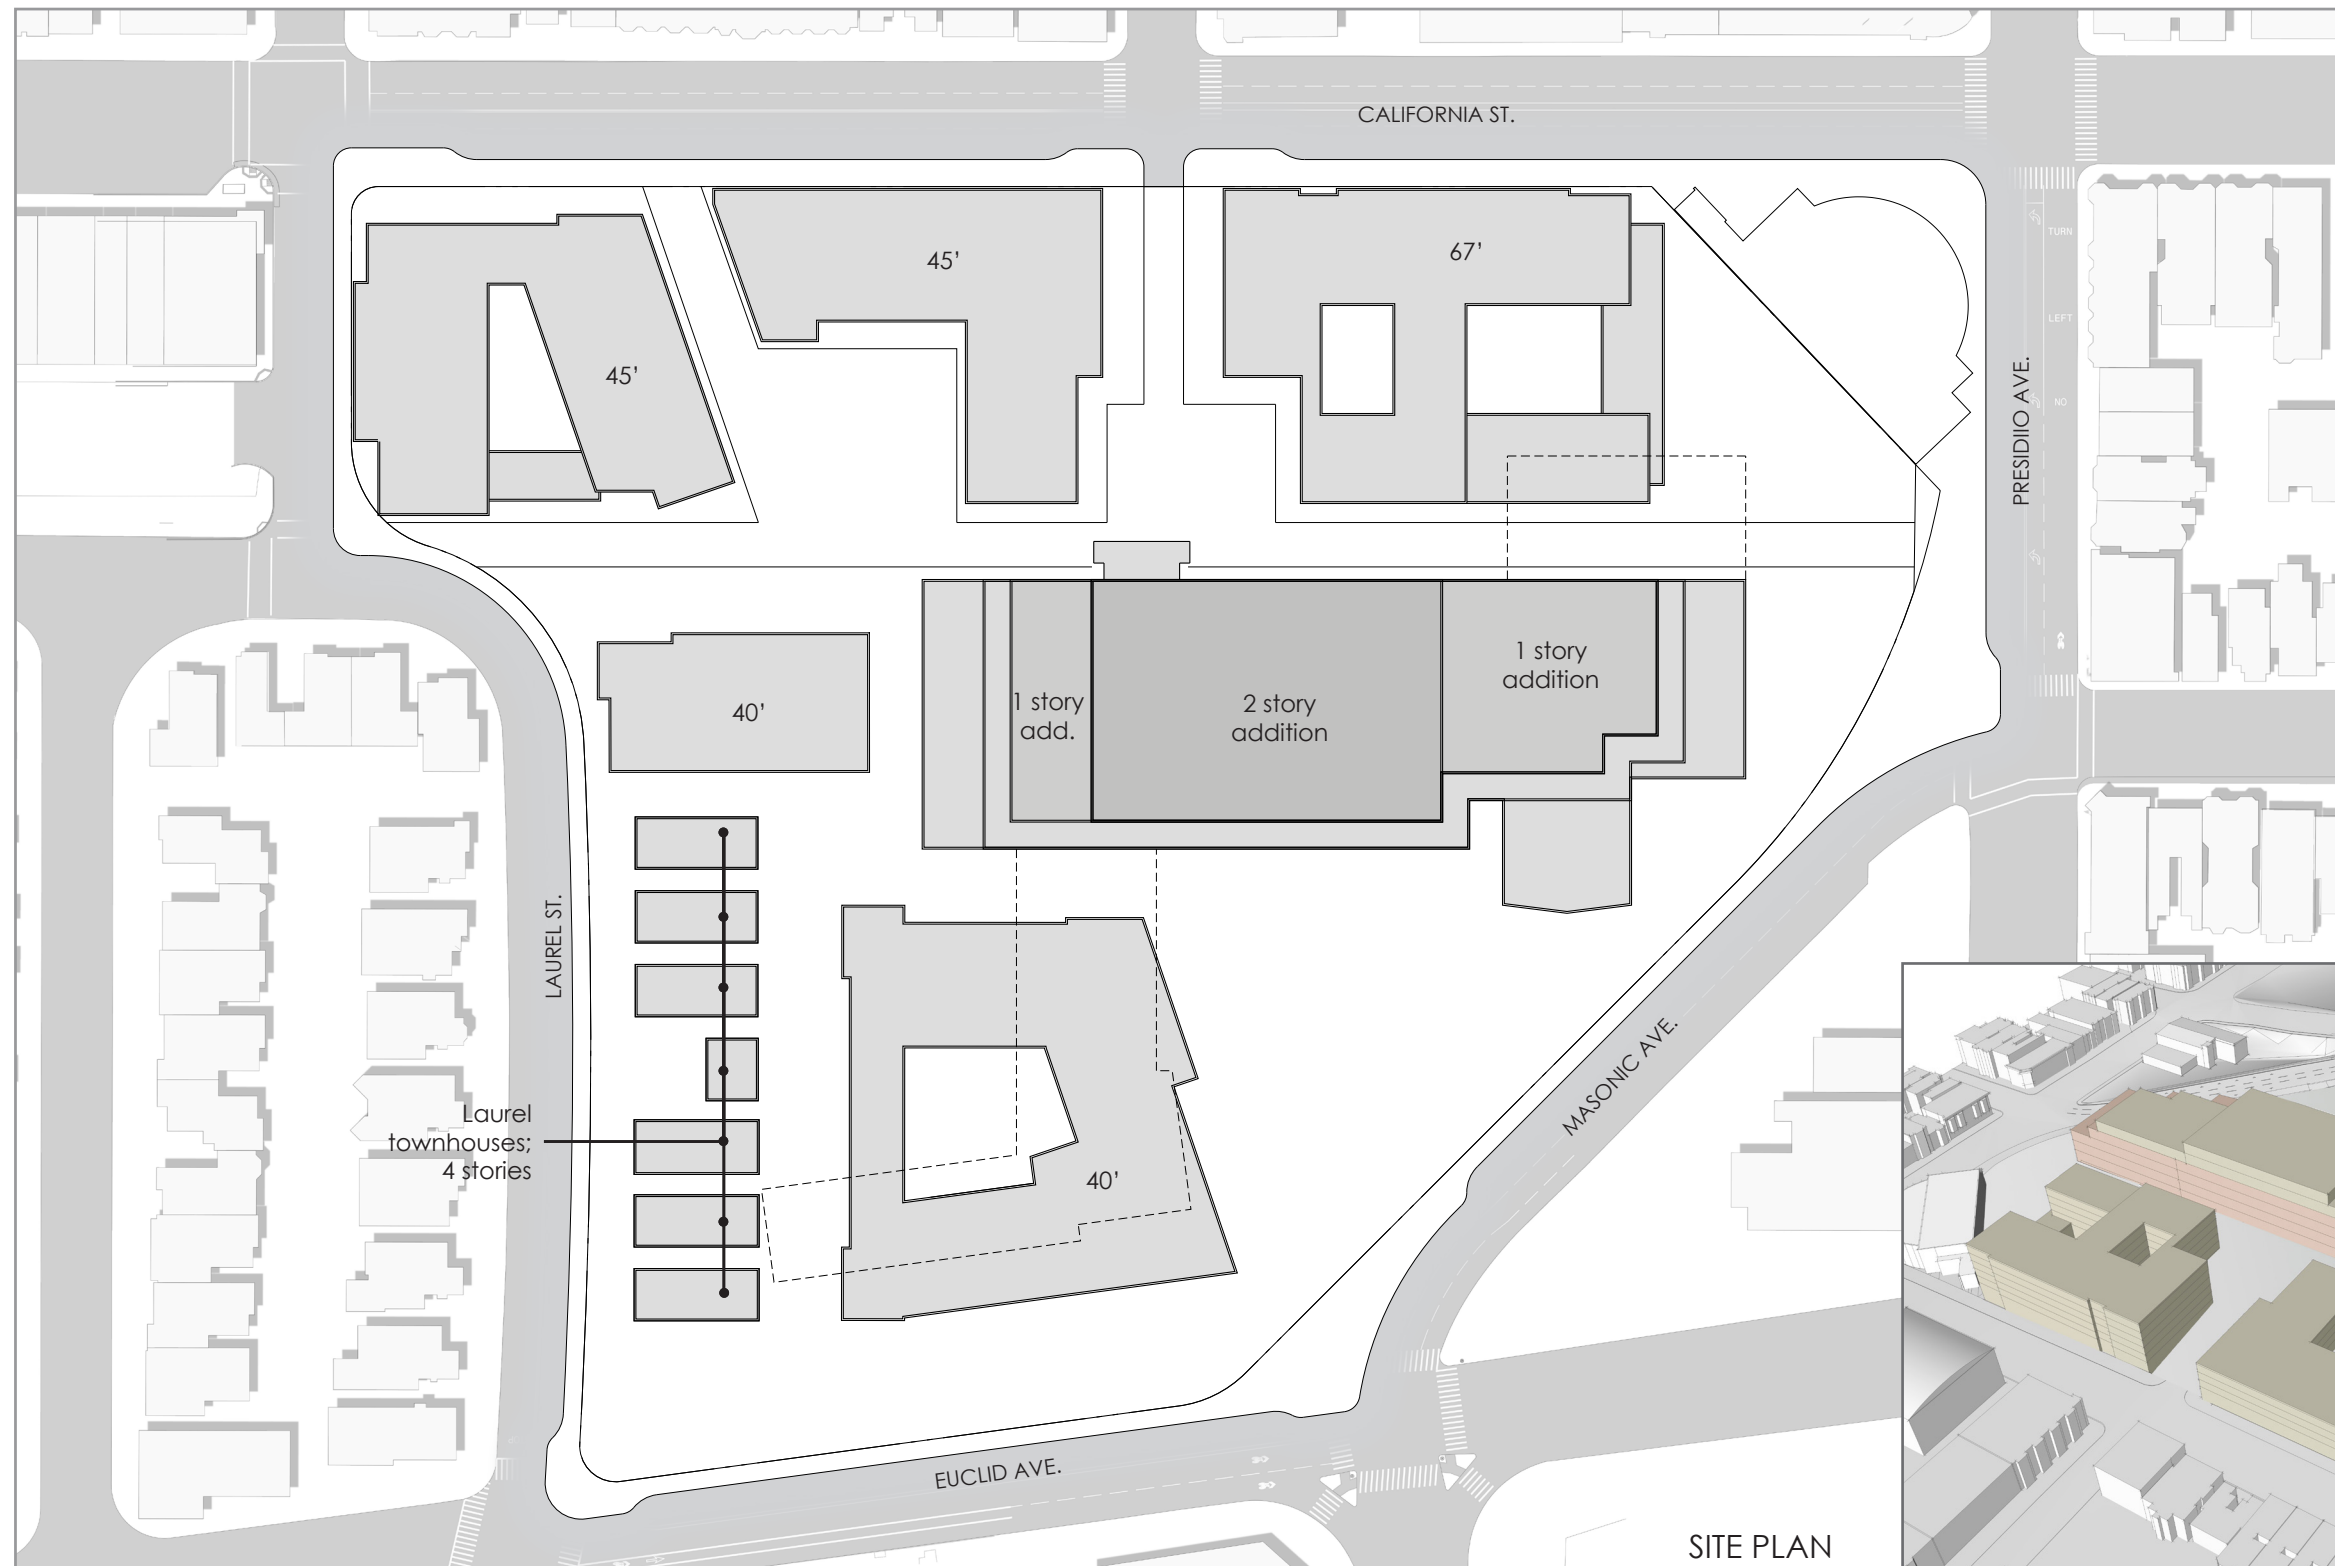 CALIFORNIA ST.
TURN
LEFT
NO
PRESIDIIO AVE.
45’
67’
45’
1 story
addition
1 story
add.
2 story
addition
40’
LAUREL ST.
Laurel
townhouses;
4 stories
40’
MASONIC AVE.
EUCLID AVE.
SITE PLAN